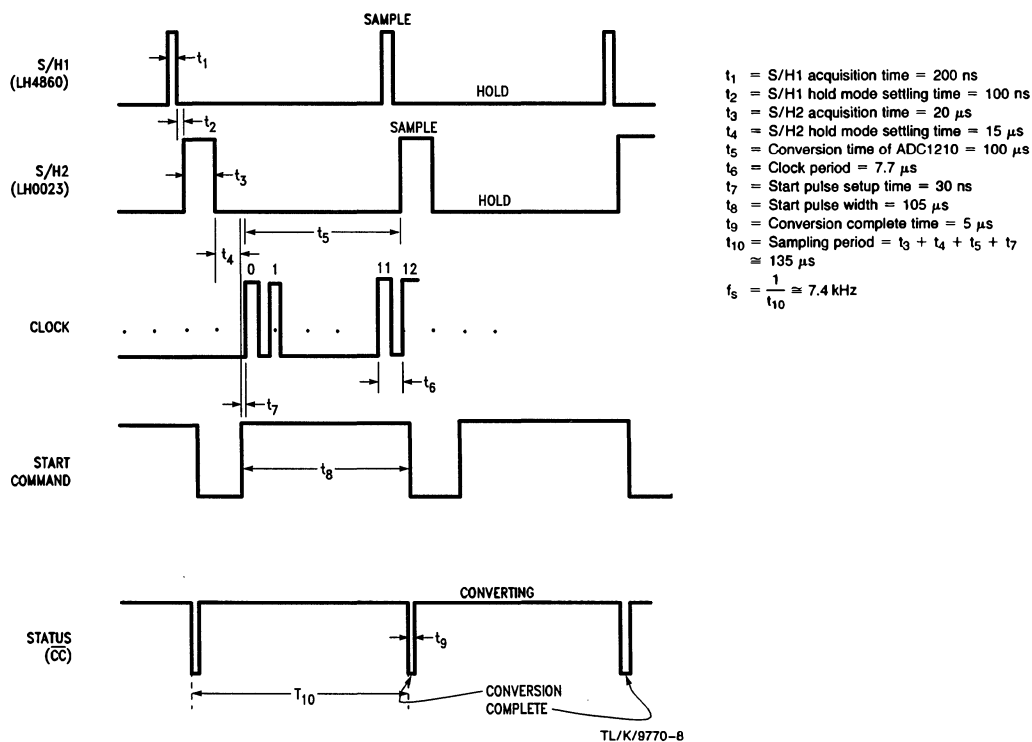 SAMPLE
S/H1
(LH4860)
t1
HOLD
t2
SAMPLE
S/H2
(LH0023)
t3
HOLD
t5
t4
0 1 11 12
CLOCK
t6
t7
START
COMMAND
t8
CONVERTING
STATUS
(C̅C̅)
t9
T10
CONVERSION
COMPLETE
TL/K/9770-8
t1 = S/H1 acquisition time = 200 ns
t2 = S/H1 hold mode settling time = 100 ns
t3 = S/H2 acquisition time = 20 μs
t4 = S/H2 hold mode settling time = 15 μs
t5 = Conversion time of ADC1210 = 100 μs
t6 = Clock period = 7.7 μs
t7 = Start pulse setup time = 30 ns
t8 = Start pulse width = 105 μs
t9 = Conversion complete time = 5 μs
t10 = Sampling period = t3 + t4 + t5 + t7
≅ 135 μs
fs = 1/t10 ≅ 7.4 kHz